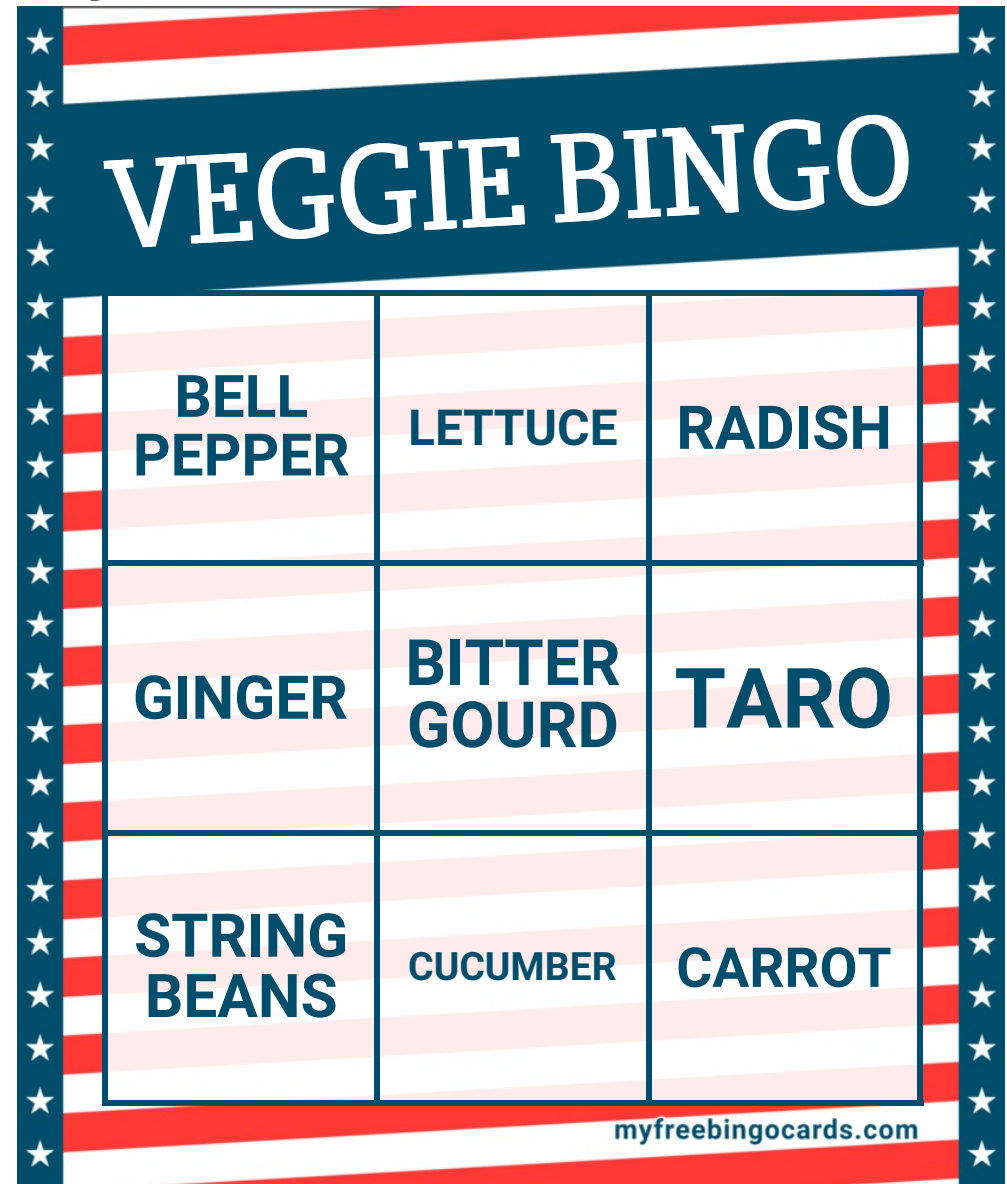 VEGGIE BINGO
BELL
PEPPER
LETTUCE
RADISH
GINGER
BITTER
GOURD
TARO
STRING
BEANS
CUCUMBER
CARROT
myfreebingocards.com